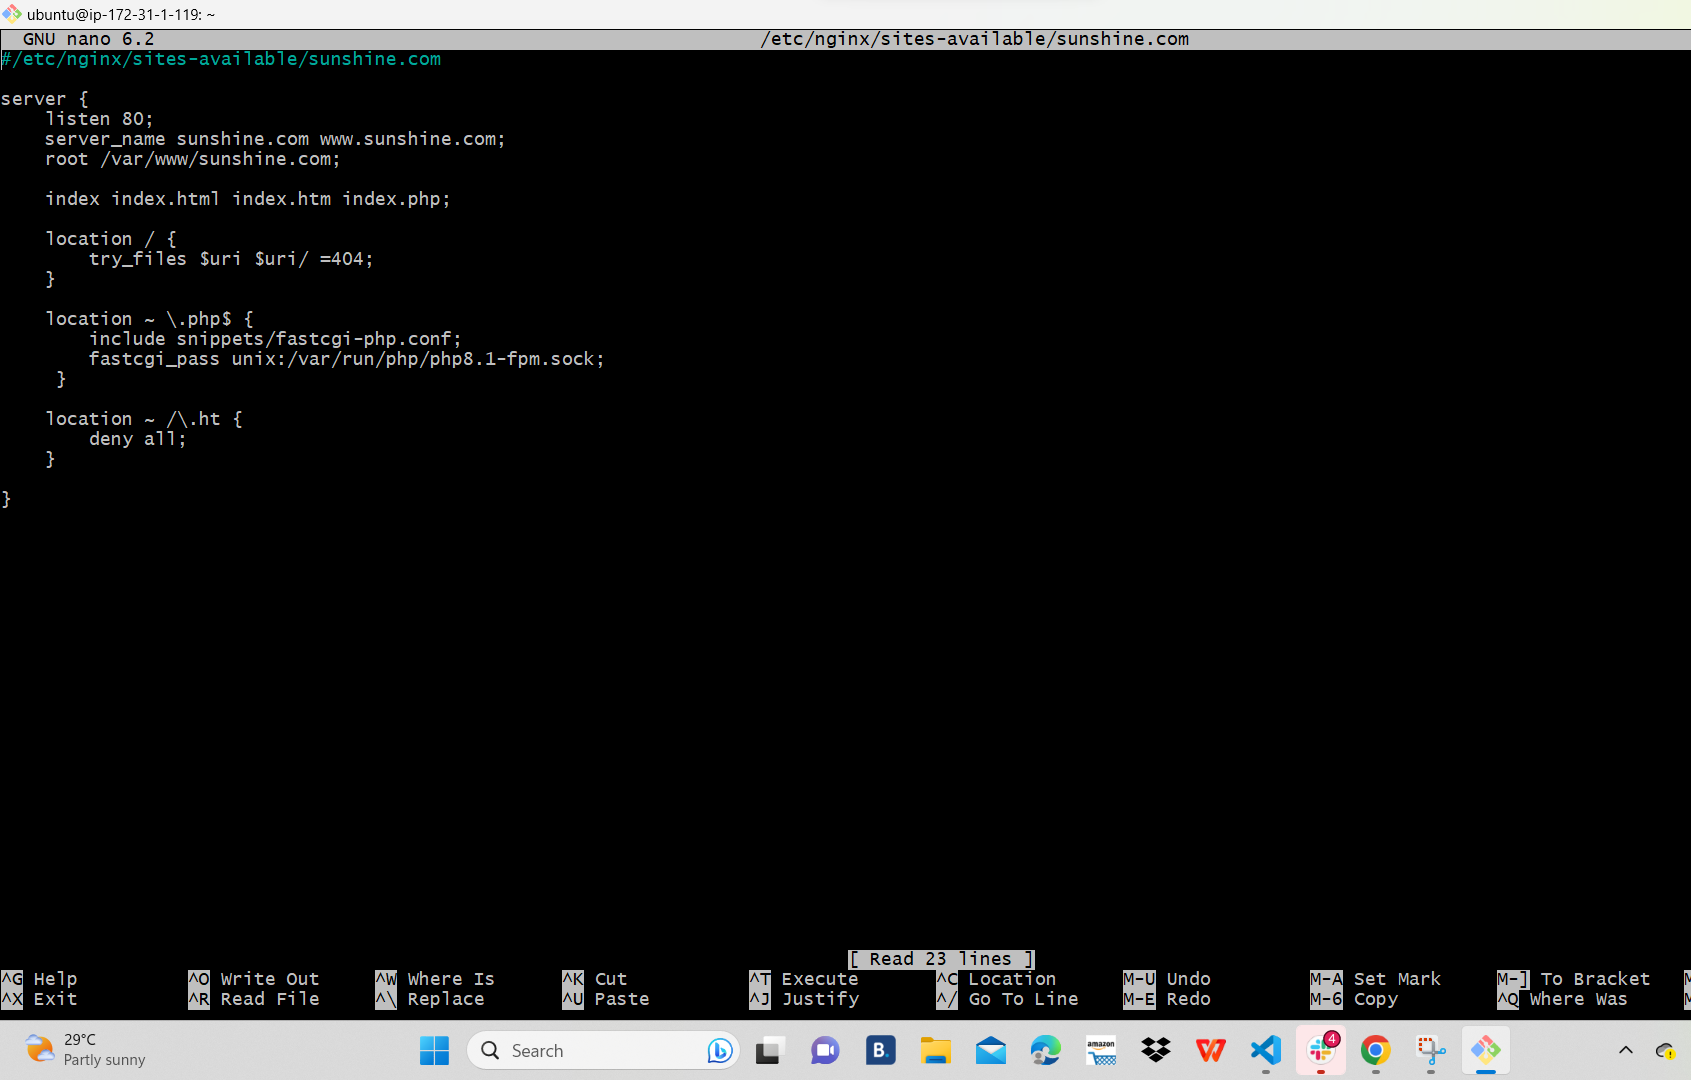 ubuntu@ip-172-31-1-119: ~
GNU nano 6.2 /etc/nginx/sites-available/sunshine.com
#/etc/nginx/sites-available/sunshine.com
server {
    listen 80;
    server_name sunshine.com www.sunshine.com;
    root /var/www/sunshine.com;
    index index.html index.htm index.php;
    location / {
        try_files $uri $uri/ =404;
    }
    location ~ \.php$ {
        include snippets/fastcgi-php.conf;
        fastcgi_pass unix:/var/run/php/php8.1-fpm.sock;
     }
    location ~ /\.ht {
        deny all;
    }
}
[ Read 23 lines ]
^G Help ^O Write Out ^W Where Is ^K Cut ^T Execute ^C Location M-U Undo M-A Set Mark M-] To Bracket
^X Exit ^R Read File ^\ Replace ^U Paste ^J Justify ^/ Go To Line M-E Redo M-6 Copy ^Q Where Was
29°C
Partly sunny
Search
B.
amazon
4